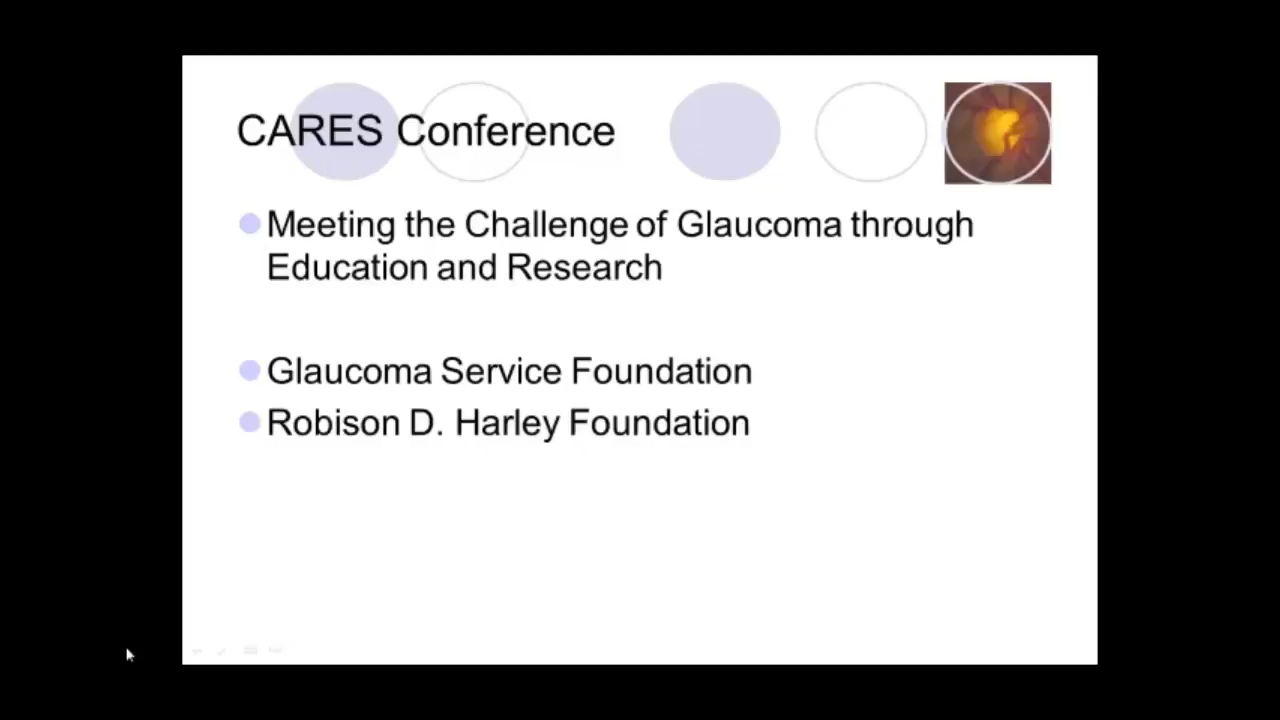 CARES Conference
Meeting the Challenge of Glaucoma through
Education and Research
Glaucoma Service Foundation
Robison D. Harley Foundation